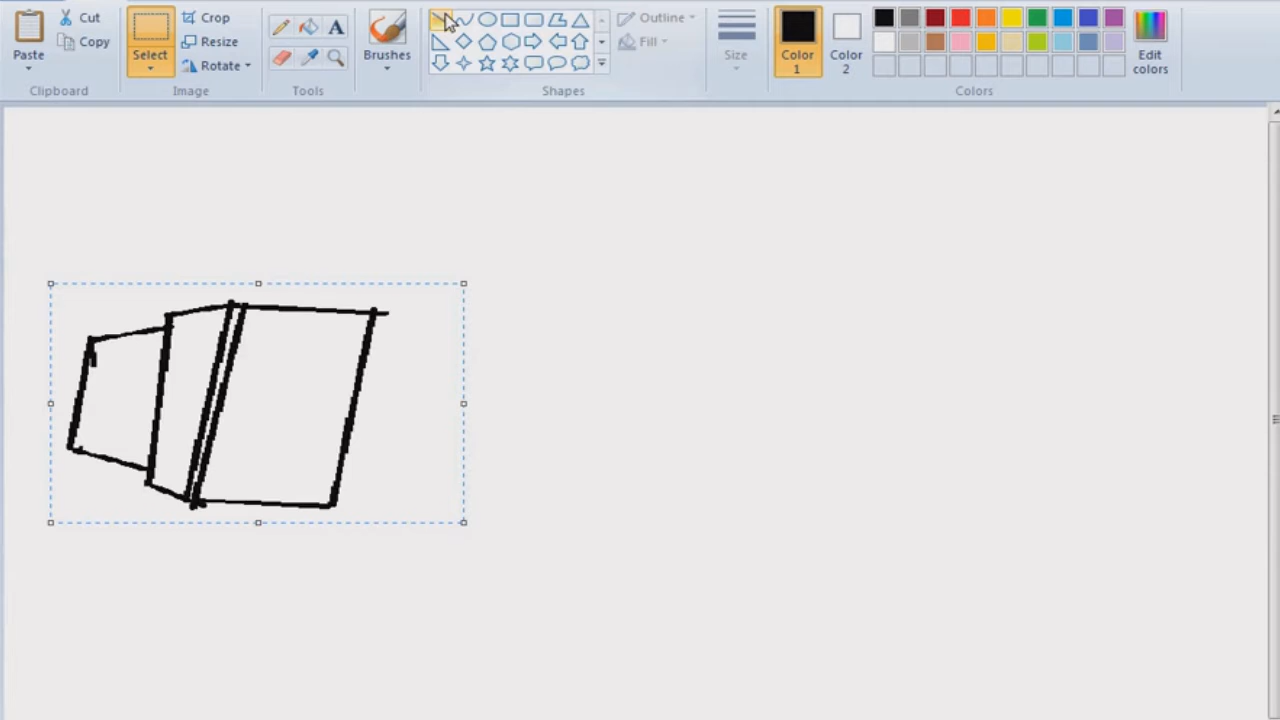 Cut
Copy
Paste
Clipboard
Select
Crop
Resize
Rotate
Image
A
Tools
Brushes
Outline
Fill
Shapes
Size
Color
1
Color
2
Edit
colors
Colors